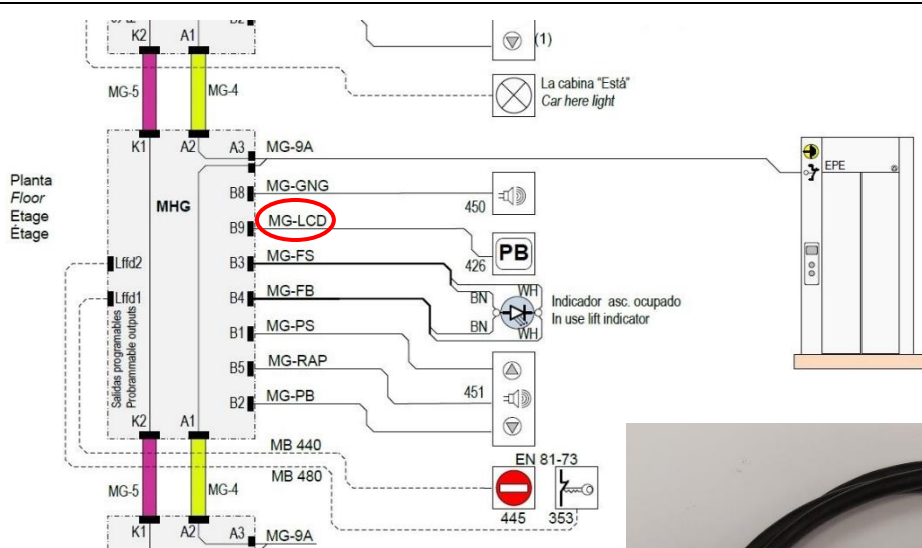 K2 A1
(1)
MG-5 MG-4
La cabina "Está"
Car here light
K1 A2 A3 MG-9A
EPE
Planta
Floor
Etage
Étage
MHG
B8 MG-GNG
450
B9 MG-LCD
426 PB
Lffd2
B3 MG-FS
BN WH
Lffd1
B4 MG-FB
Indicador asc. ocupado
In use lift indicator
BN WH
B1 MG-PS
B5 MG-RAP
451
B2 MG-PB
Salidas programables
Probrammable outputs
K2 A1
MB 440
EN 81-73
MB 480
MG-5 MG-4
445 353
K1 A2 A3 MG-9A